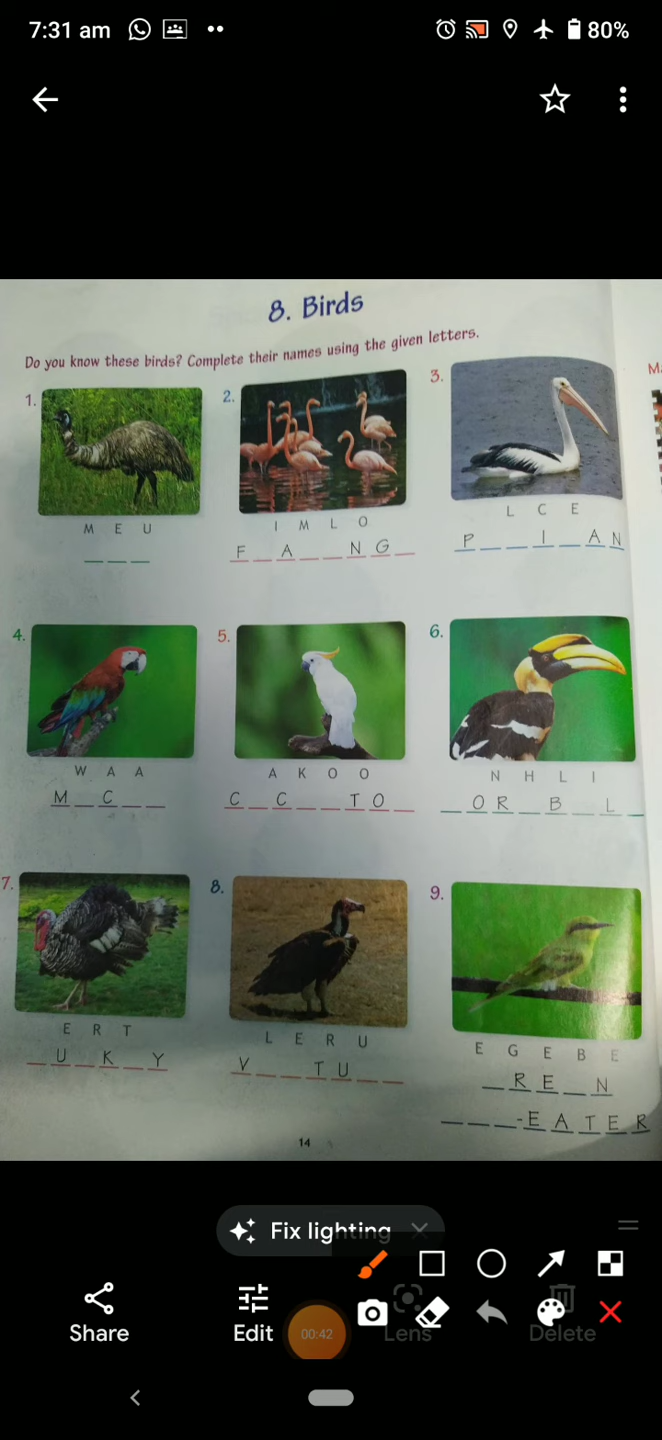 7:31 am
80%
8. Birds
Do you know these birds? Complete their names using the given letters.
Ma
1.
M E U
_ _ _
2.
I M L O
F _ A _ _ N G _
3.
L C E
P _ _ _ I _ A N
4.
W A A
M _ C _ _
5.
A K O O
C _ C _ _ T O _
6.
N H L I
_ O R _ B _ L _
7.
E R T
_ U _ K _ Y
8.
L E R U
V _ _ T U _ _
9.
E G E B E
_ R E _ N
_ _ _ -E A T E R
14
Fix lighting
Share
Edit
00:42
Lens
Delete